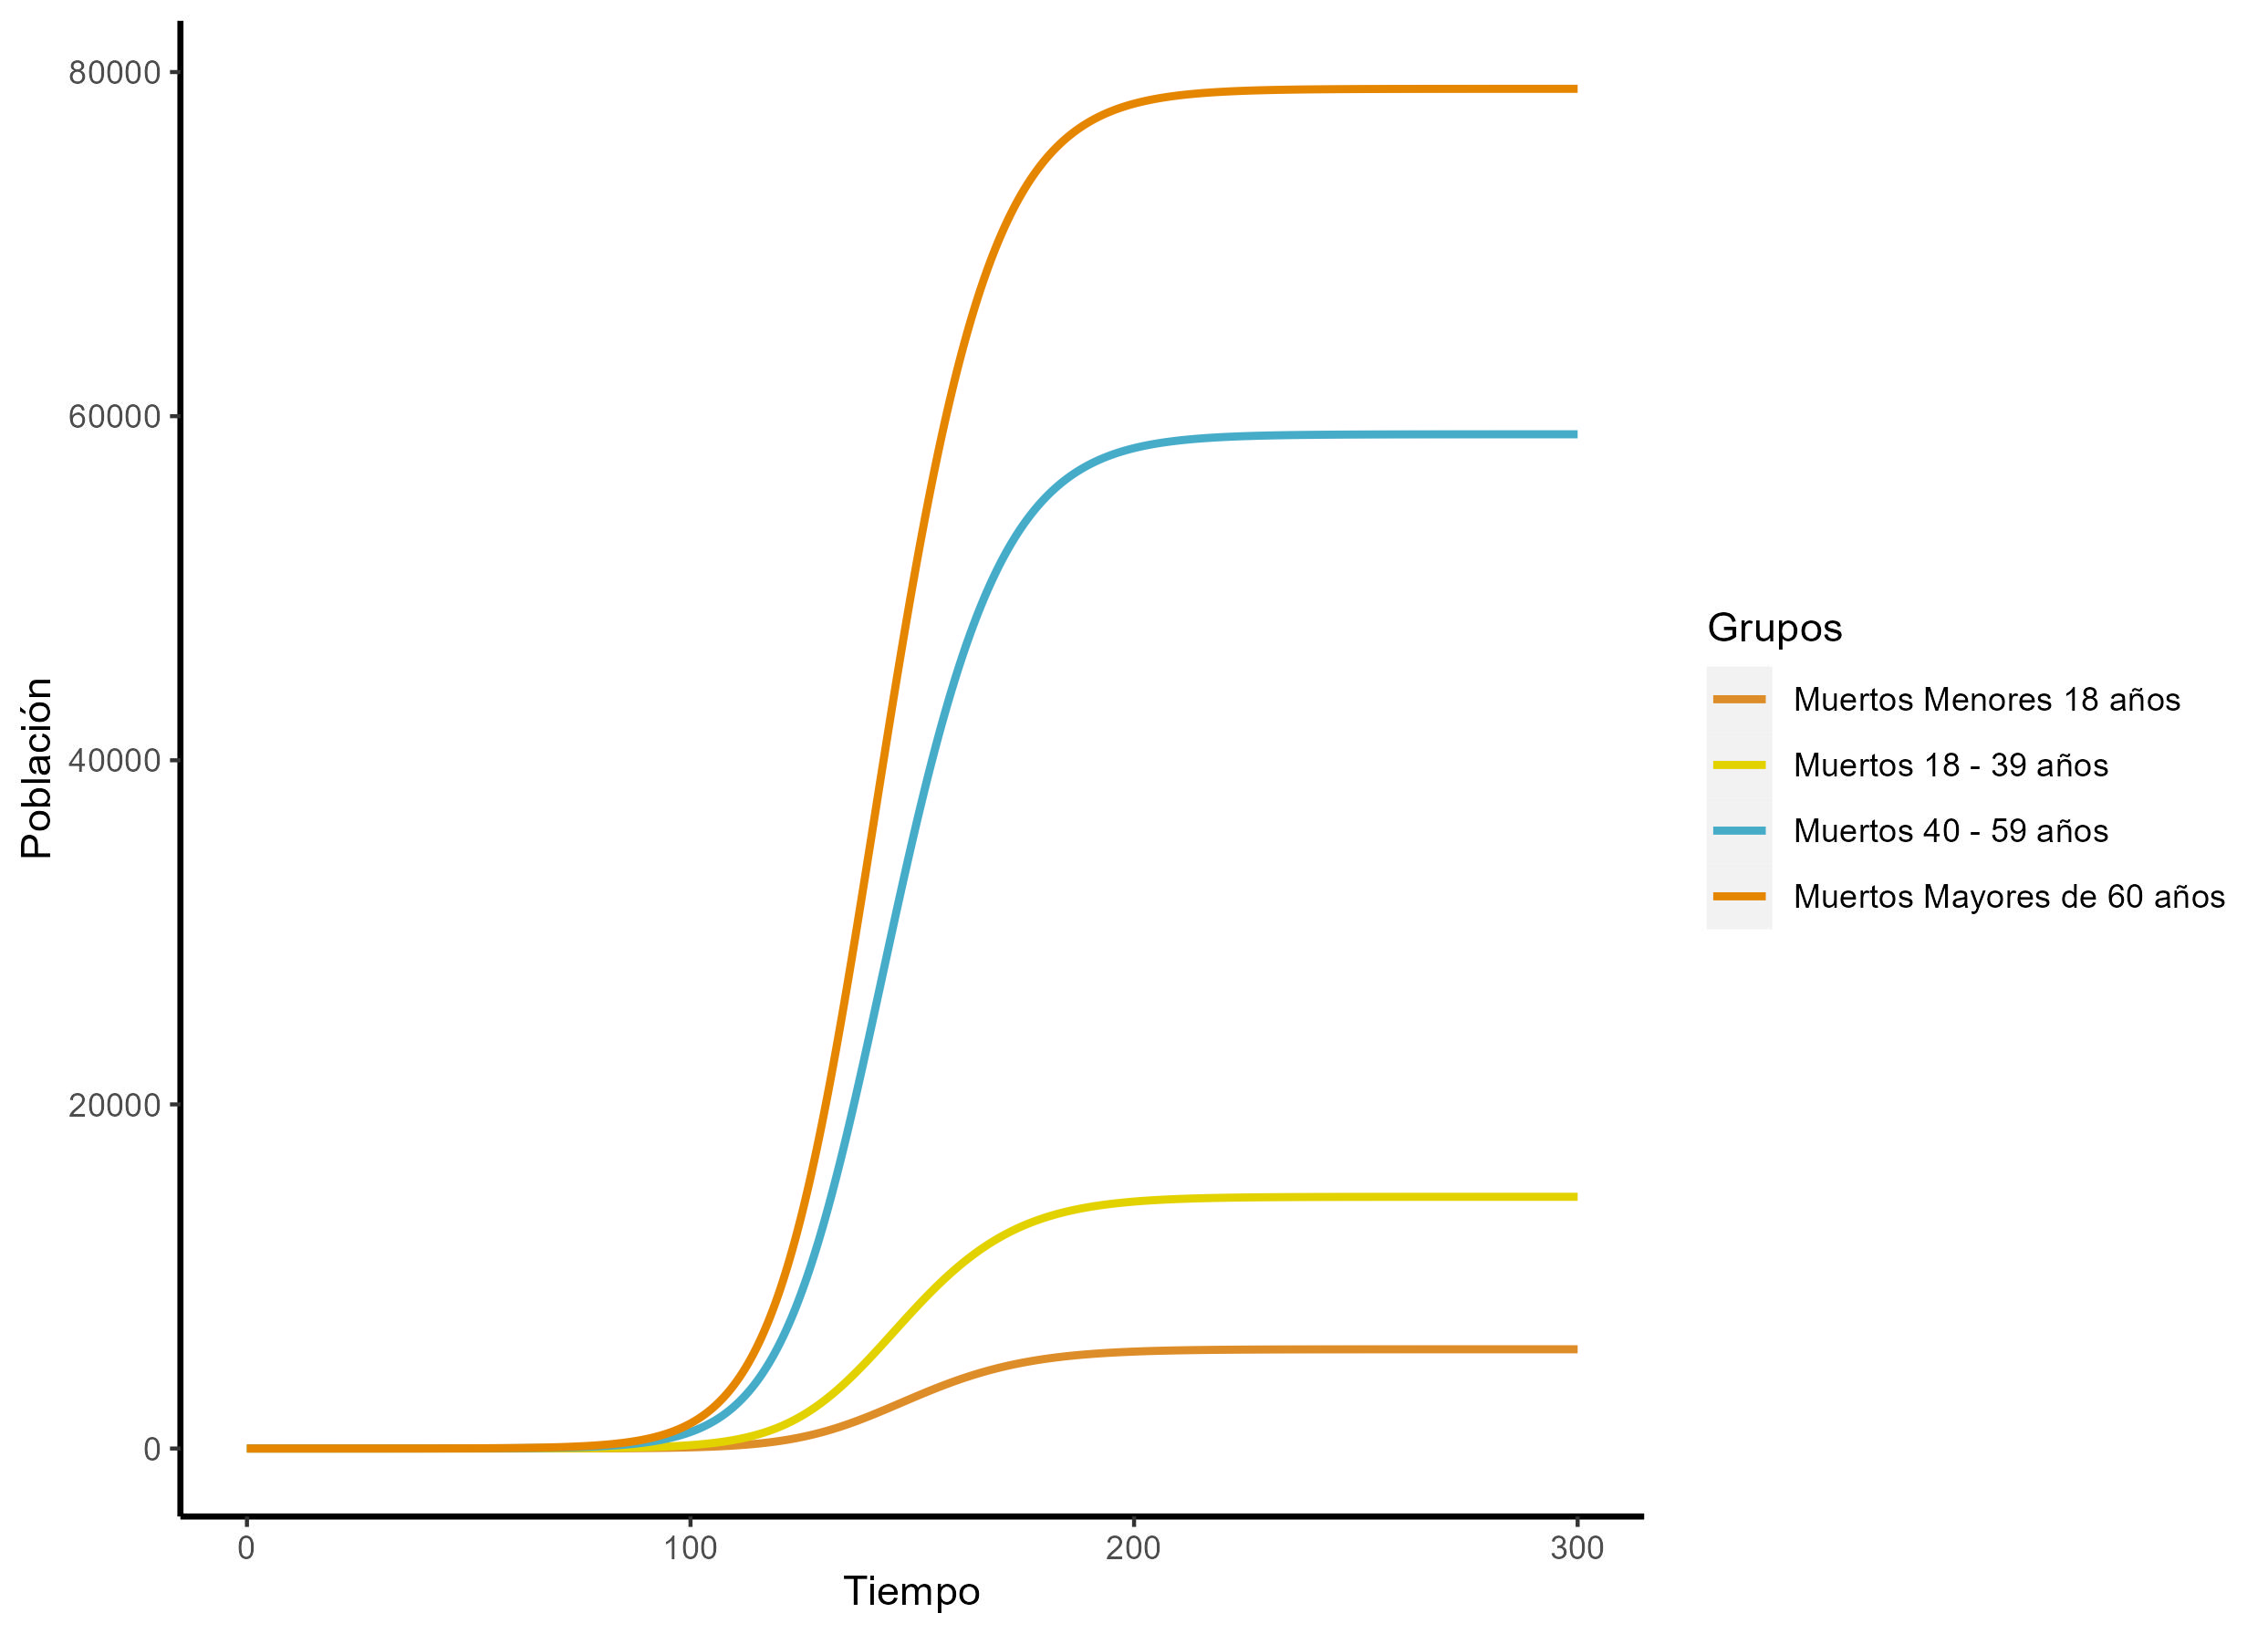 80000
60000
40000
20000
0
Población
0 100 200 300
Tiempo
Grupos
Muertos Menores 18 años
Muertos 18 - 39 años
Muertos 40 - 59 años
Muertos Mayores de 60 años